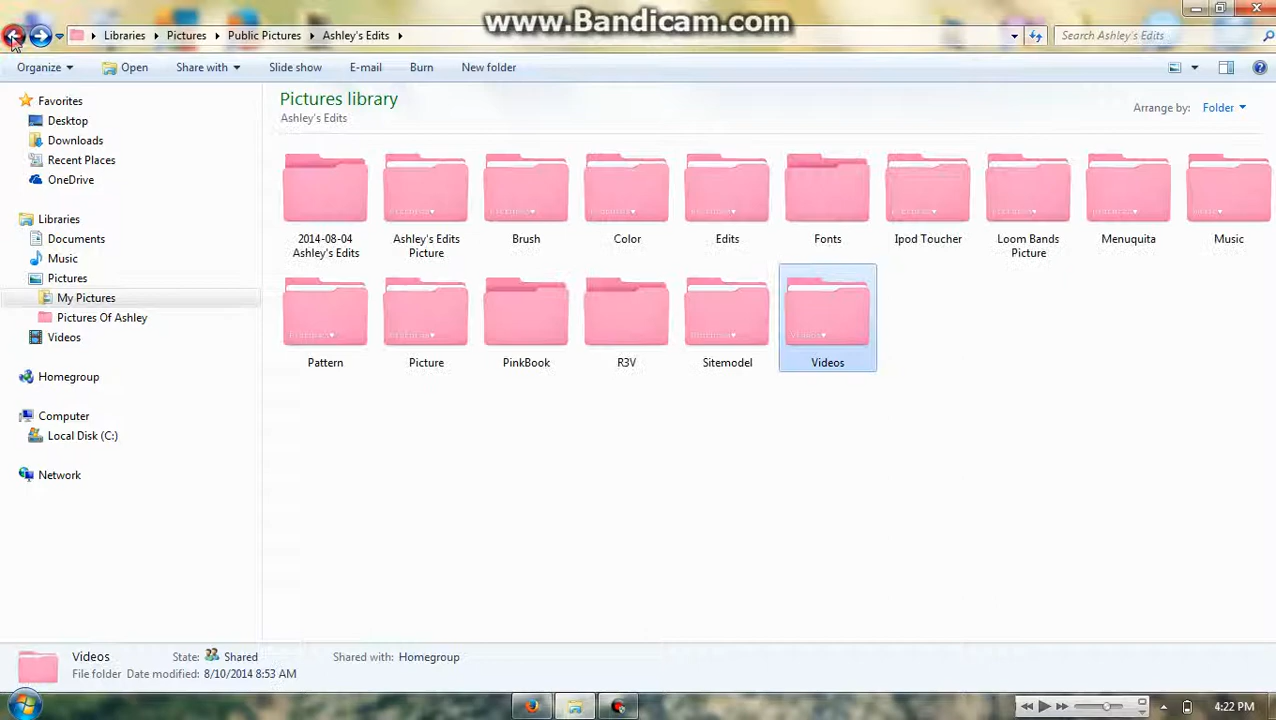 www.Bandicam.com
Libraries Pictures Public Pictures Ashley's Edits
Search Ashley's Edits
Organize Open Share with Slide show E-mail Burn New folder
Favorites
Desktop
Downloads
Recent Places
OneDrive
Libraries
Documents
Music
Pictures
My Pictures
Pictures Of Ashley
Videos
Homegroup
Computer
Local Disk (C:)
Network
Pictures library
Ashley's Edits
Arrange by: Folder
2014-08-04 Ashley's Edits
Ashley's Edits Picture
Brush
Color
Edits
Fonts
Ipod Toucher
Loom Bands Picture
Menuquita
Music
Pattern
Picture
PinkBook
R3V
Sitemodel
Videos
Videos State: Shared Shared with: Homegroup
File folder Date modified: 8/10/2014 8:53 AM
4:22 PM